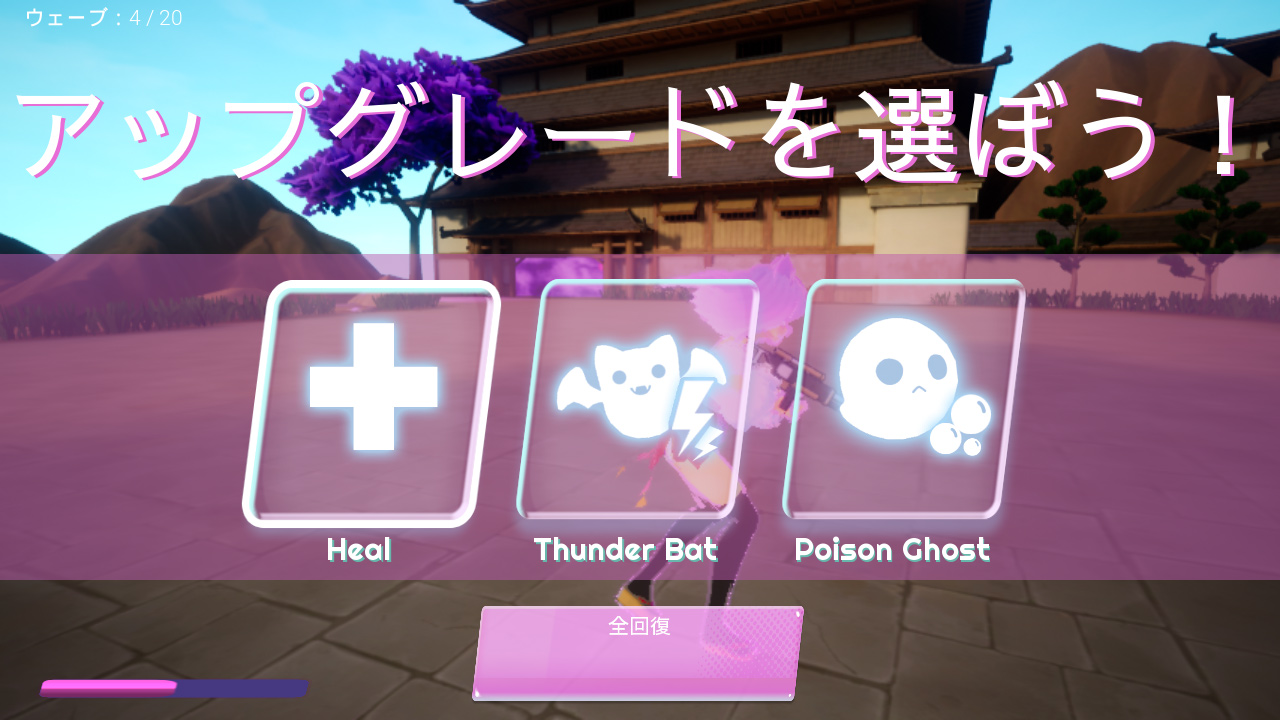 ウェーブ：4 / 20
アップグレードを選ぼう！
Heal
Thunder Bat
Poison Ghost
全回復